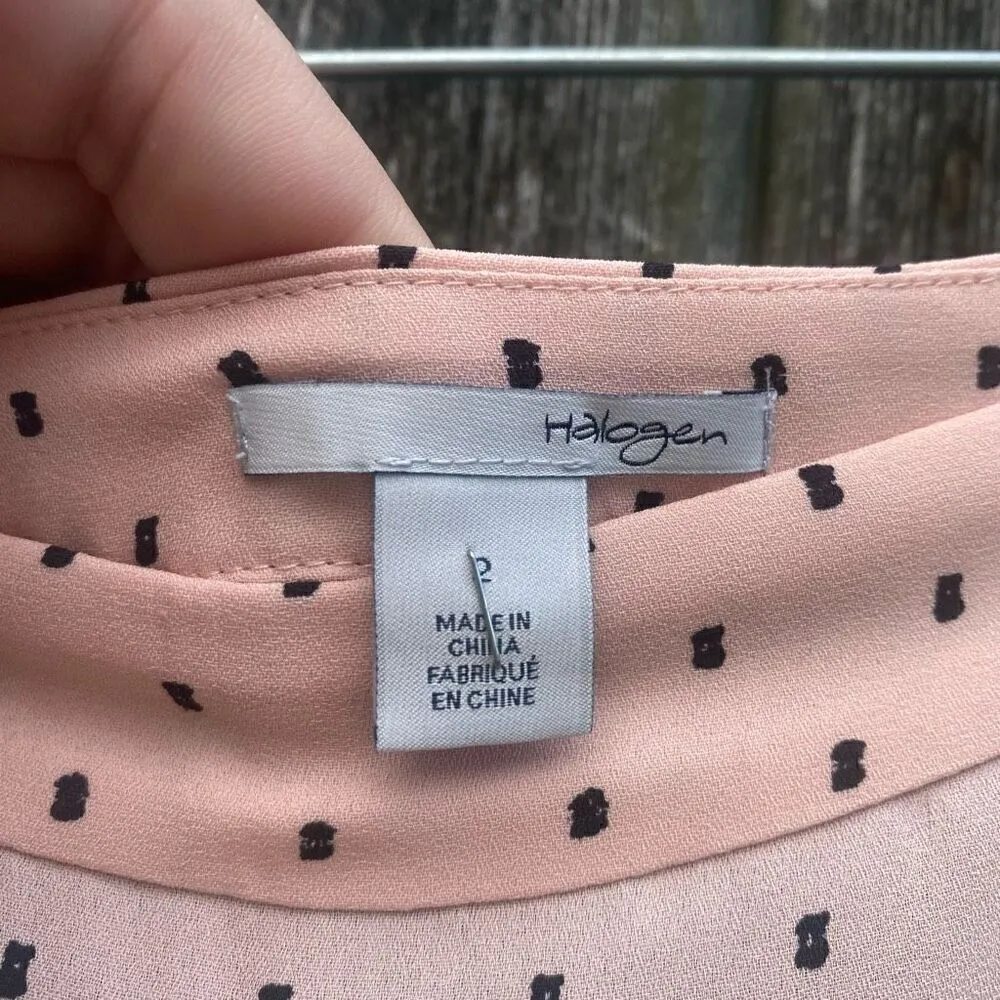 Halogen
2
MADE IN
CHINA
FABRIQUÉ
EN CHINE